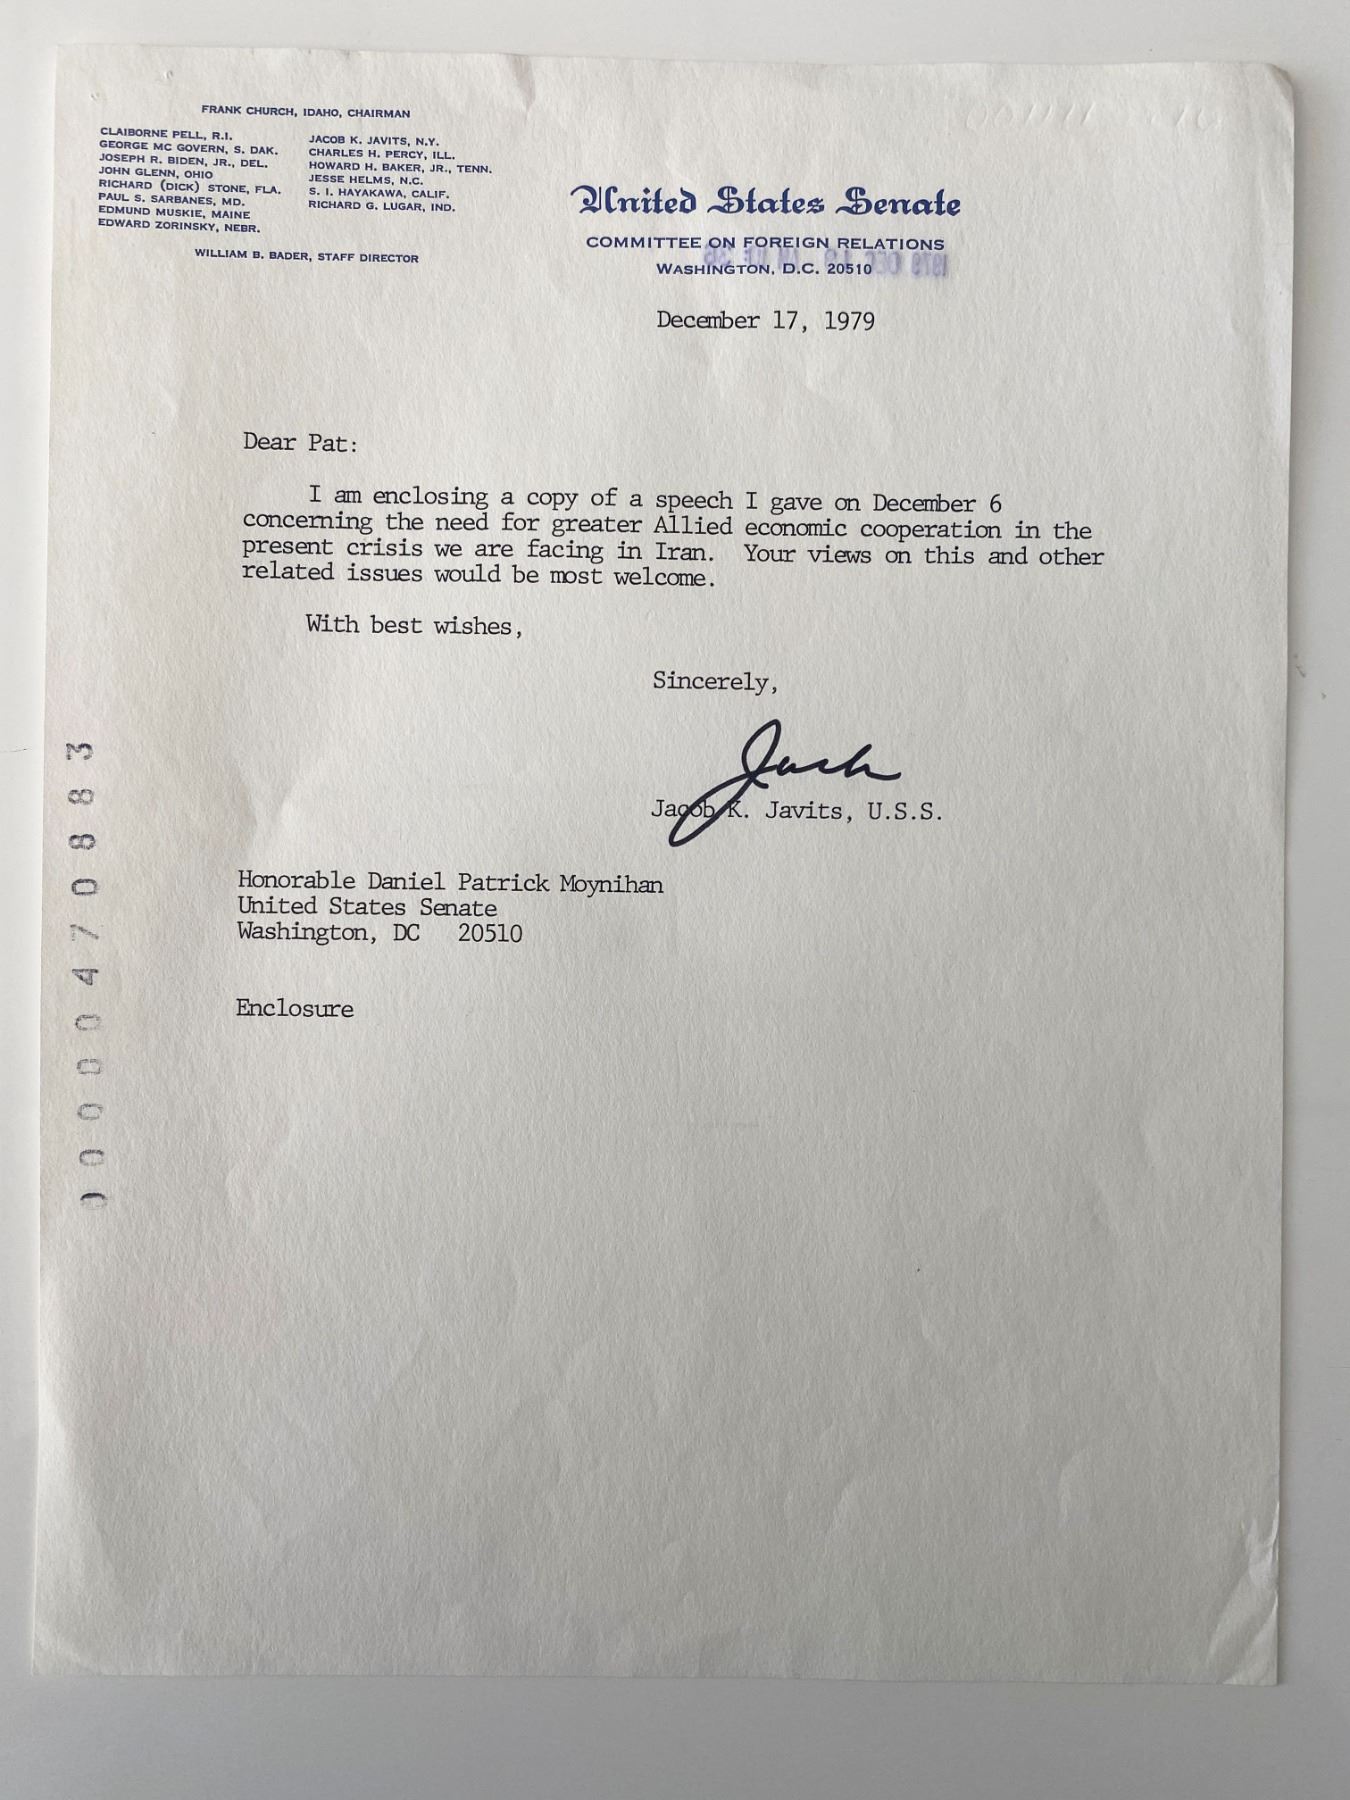 FRANK CHURCH, IDAHO, CHAIRMAN
CLAIBORNE PELL, R.I.
GEORGE MC GOVERN, S. DAK.
JOSEPH R. BIDEN, JR., DEL.
JOHN GLENN, OHIO
RICHARD (DICK) STONE, FLA.
PAUL S. SARBANES, MD.
EDMUND MUSKIE, MAINE
EDWARD ZORINSKY, NEBR.
JACOB K. JAVITS, N.Y.
CHARLES H. PERCY, ILL.
HOWARD H. BAKER, JR., TENN.
JESSE HELMS, N.C.
S. I. HAYAKAWA, CALIF.
RICHARD G. LUGAR, IND.
WILLIAM B. BADER, STAFF DIRECTOR
United States Senate
COMMITTEE ON FOREIGN RELATIONS
WASHINGTON, D.C. 20510
December 17, 1979
Dear Pat:
I am enclosing a copy of a speech I gave on December 6
concerning the need for greater Allied economic cooperation in the
present crisis we are facing in Iran. Your views on this and other
related issues would be most welcome.
With best wishes,
Sincerely,
Jack
Jacob K. Javits, U.S.S.
Honorable Daniel Patrick Moynihan
United States Senate
Washington, DC 20510
Enclosure
00000470883